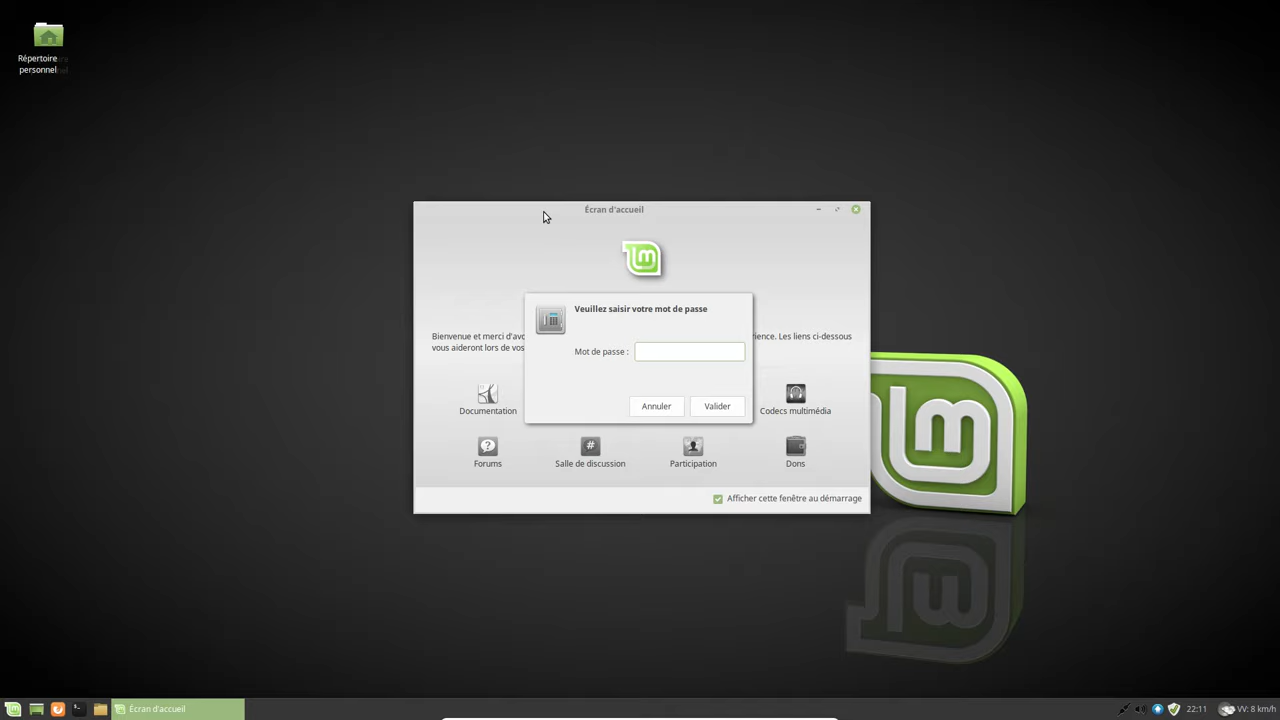 Répertoire
personnel
Écran d'accueil
Veuillez saisir votre mot de passe
Bienvenue et merci d'avo
ience. Les liens ci-dessous
vous aideront lors de vos
Mot de passe :
Annuler
Valider
Documentation
Codecs multimédia
Forums
Salle de discussion
Participation
Dons
Afficher cette fenêtre au démarrage
Écran d'accueil
22:11
VV: 8 km/h